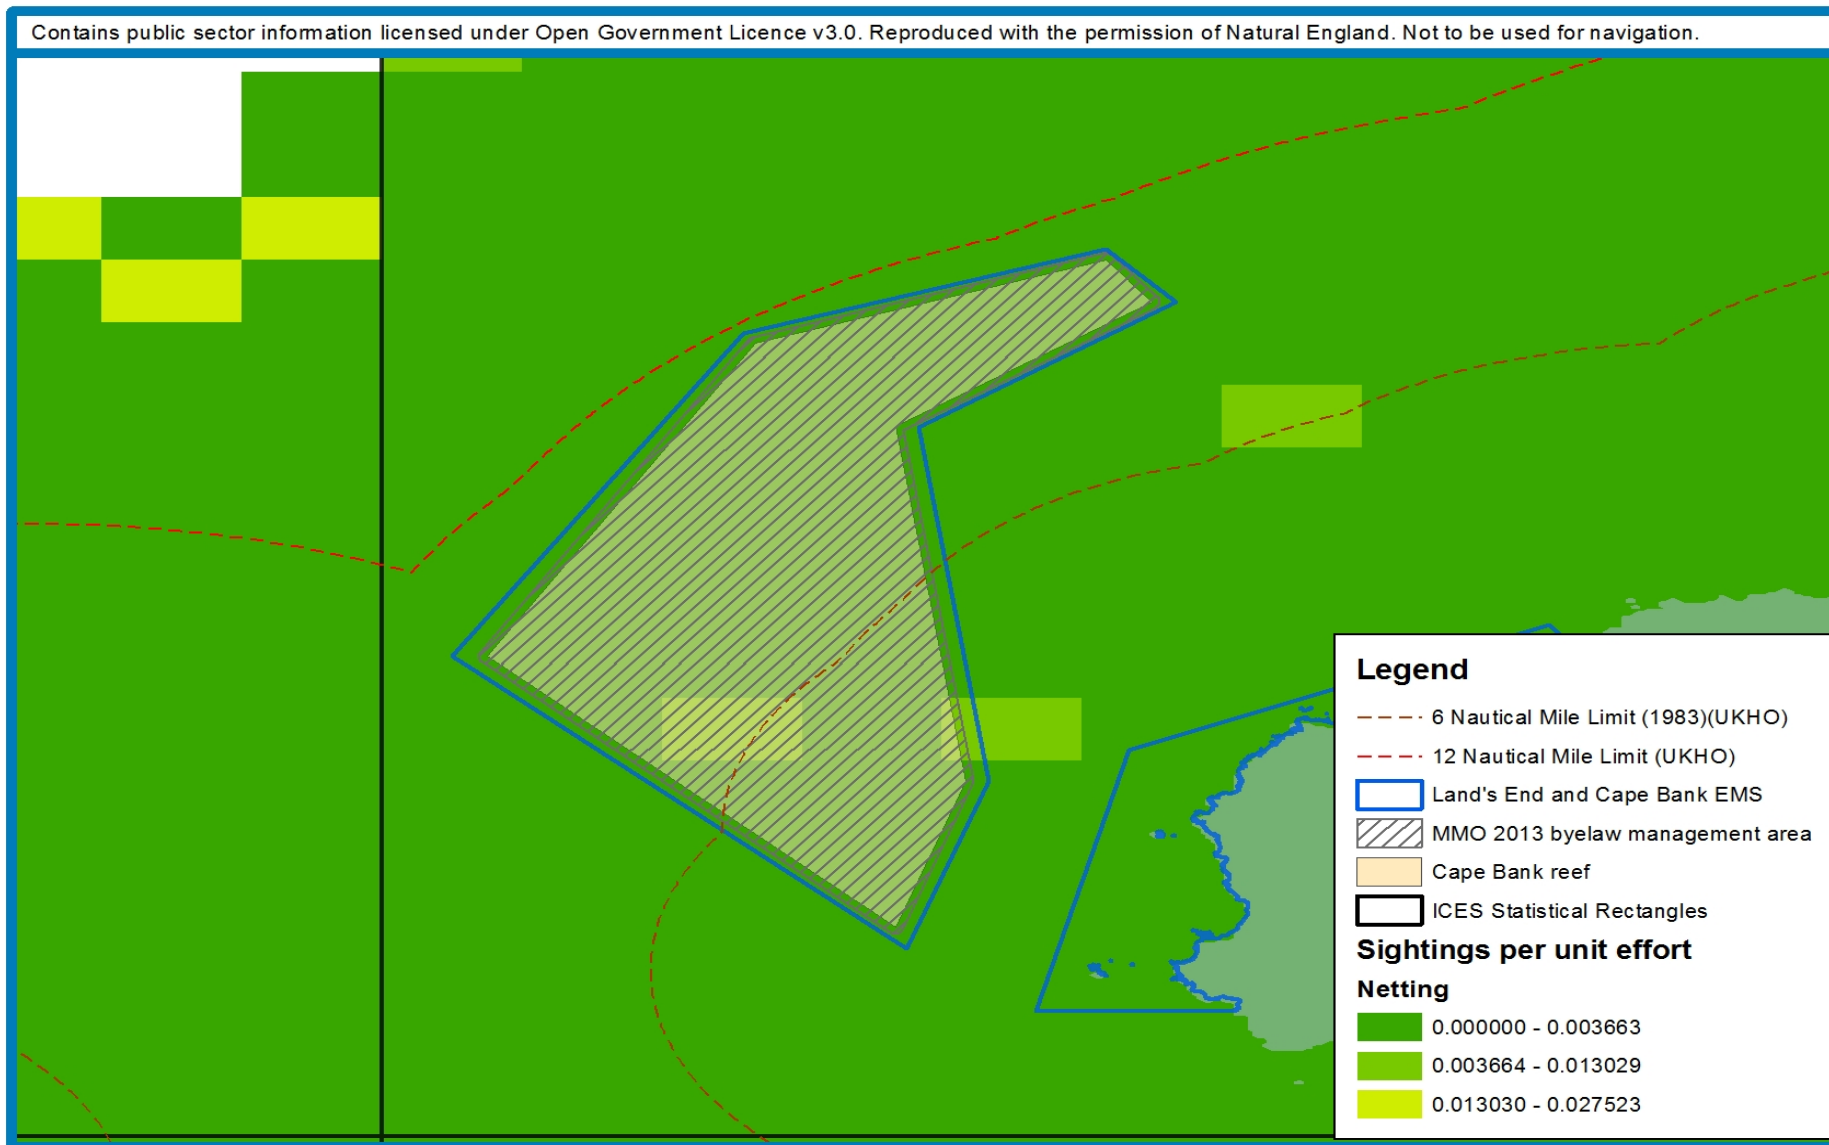 Contains public sector information licensed under Open Government Licence v3.0. Reproduced with the permission of Natural England. Not to be used for navigation.
Legend
6 Nautical Mile Limit (1983)(UKHO)
12 Nautical Mile Limit (UKHO)
Land's End and Cape Bank EMS
MMO 2013 byelaw management area
Cape Bank reef
ICES Statistical Rectangles
Sightings per unit effort
Netting
0.000000 - 0.003663
0.003664 - 0.013029
0.013030 - 0.027523